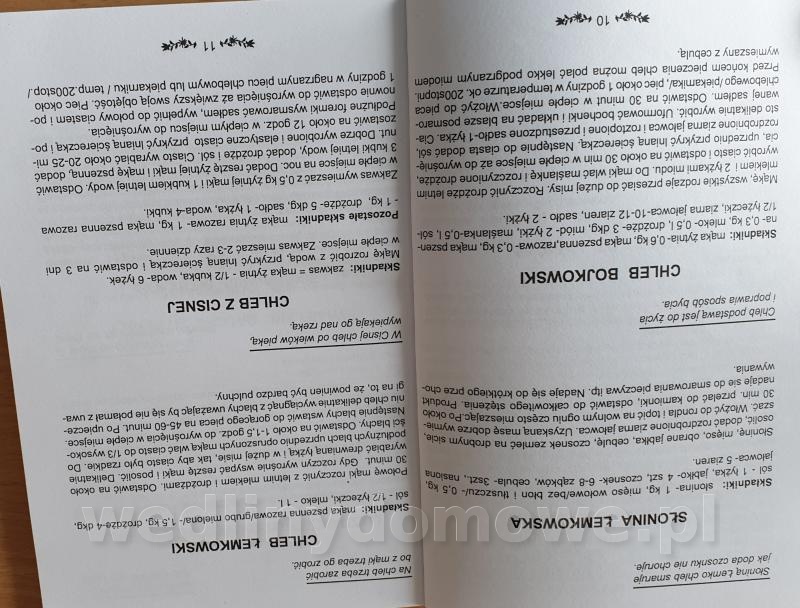 Słoninę Łemko chleb smaruje
jak doda czosnku nie choruje.
SŁONINA ŁEMKOWSKA
Składniki: słonina- 1 kg, mięso wołowe/bez błon i tłuszczu/- 0,5 kg,
sól - 1 łyżka, jabłko- 4 szt, czosnek- 6-8 ząbków, cebula- 3szt., nasiona
jałowca- 5 ziaren.
Słoninę, mięso, obrane jabłka, cebulę, czosnek zemleć na drobnym sicie,
osolić, dodać rozdrobnione ziarna jałowca. Uzyskaną masę dobrze wymie-
szać. Włożyć do rondla i topić na wolnym ogniu często mieszając.Po około
30 min. przelać do kamionki, odstawić do całkowitego stężenia. Produkt
nadaje się do smarowania pieczywa itp. Nadaje się do krótkiego prze cho-
wywania.
Chleb podstawą jest do życia
i poprawia sposób bycia
CHLEB BOJKOWSKI
Składniki: mąka żytnia- 0,6 kg, mąka pszenna,razowa- 0,3 kg, mąka pszen-
na- 0,3 kg, mleko- 0,5 l, drożdże- 3 dkg, miód- 2 łyżki, maślanka-0,5 l, sól-
1/2 łyżeczki, ziarna jałowca-10-12 ziaren, sadło - 2 łyżki.
Mąkę, wszystkie rodzaje przesiać do dużej misy. Rozczynić drożdże letnim
mlekiem i 2 łyżkami miodu. Do mąki wlać maślankę i rozczynione drożdże,
wyrobić ciasto i odstawić na około 30 min w ciepłe miejsce aż do wyrośnię-
cia, uprzednio przykryć lnianą ściereczką. Następnie do ciasta dodać sól,
rozdrobnione ziarna jałowca i roztopione i przestudzone sadło-1 łyżka. Cia-
sto delikatnie wyrobić. Uformować bochenki i układać na blasze posmaro-
wanej sadłem. Odstawić na 30 minut w ciepłe miejsce.Włożyć do pieca
chlebowego/piekarnika/, piec około 1 godziny w temperaturze ok. 200stopni.
Przed końcem pieczenia chleb można polać lekko podgrzanym miodem
wymieszany z cebulą.
10
Na chleb trzeba zarobić
bo z mąki trzeba go zrobić.
CHLEB ŁEMKOWSKI
Składniki: mąka pszenna razowa/grubo mielona/- 1,5 kg, drożdże-4 dkg,
sól - 1/2 łyżeczki, mleko - 1 l.
Połowę mąki rozczynić z letnim mlekiem i drożdżami. Odstawić na około
30 minut. Gdy rozczyn wyrośnie wsypać resztę mąki i posolić. Delikatnie
wyrabiać drewnianą łyżką w dużej misie, tak aby ciasto było rzadkie. Do
podłużnych blach uprzednio oprusznonych mąką wlać ciasto do 1/3 wysoko-
ści blachy. Odstawić na około 1-1,5 godz. do wyrośnięcia w ciepłe miejsce.
Następnie blachy wstawić do gorącego pieca na 45-60 minut. Po upiecze-
niu chleb delikatnie wyciągnąć z blachy uważając by się nie połamał z uwa-
gi na to, że powinien być bardzo pulchny.
W Cisnej chleb od wieków pieką,
wypiekają go nad rzeką.
CHLEB Z CISNEJ
Składniki: zakwas = mąka żytnia - 1/2 kubka, woda- 6 łyżek.
Mąkę rozrobić z wodą, przykryć lnianą ściereczką i odstawić na 3 dni
w ciepłe miejsce. Zakwas mieszać 2-3 razy dziennie.
Pozostałe składniki: mąka żytnia razowa- 1 kg, mąka pszenna razowa
- 1 kg, drożdże- 5 dkg, sadło- 1 łyżka, woda-4 kubki.
Zakwas wymieszać z 0,5 kg żytniej mąki i 1 kubkiem letniej wody. Odstawić
w ciepłe miejsce na noc. Dodać resztę żytniej mąki i mąkę pszenną, dodać
3 kubki letniej wody, dodać drożdże i sól. Ciasto wyrabiać około 20-25 mi-
nut. Dobrze wyrobione i elastyczne ciasto przykryć lnianą ściereczką i po-
zostawić na około 12 godz. w ciepłym miejscu do wyrośnięcia.
Podłużne foremki wysmarować sadłem, wypełnić do połowy ciastem i po-
nownie odstawić do wyrośnięcia aż zwiększy swoją objętość. Piec około
1 godziny w nagrzanym piecu chlebowym lub piekarniku / temp.200stop./
11
wedlinydomowe.pl